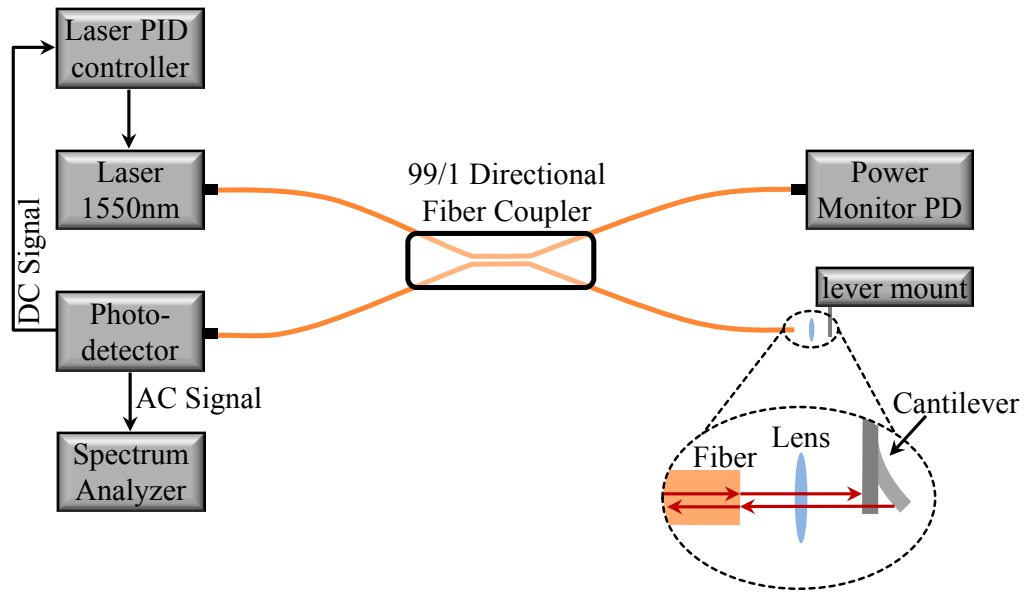 Laser PID
controller
Laser
1550nm
DC Signal
Photo-
detector
AC Signal
Spectrum
Analyzer
99/1 Directional
Fiber Coupler
Power
Monitor PD
lever mount
Cantilever
Lens
Fiber